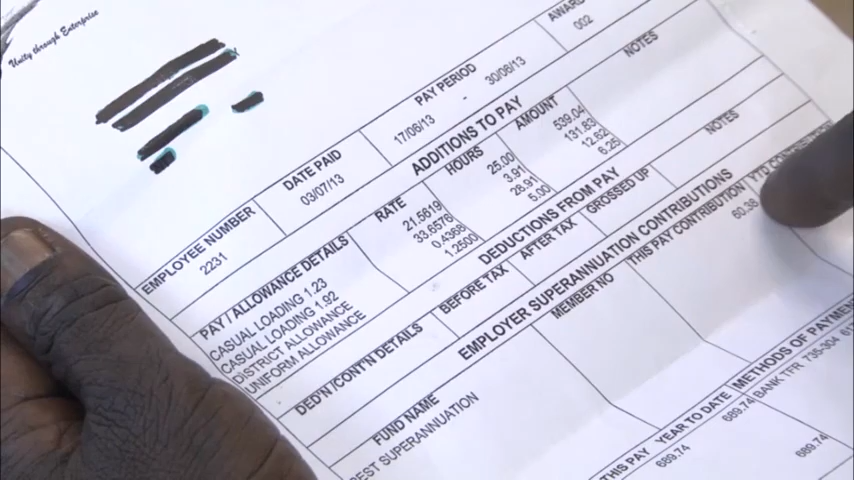 Unity through Enterprise
EMPLOYEE NUMBER DATE PAID PAY PERIOD AWARD
2231 03/07/13 17/06/13 - 30/06/13 002
ADDITIONS TO PAY
PAY / ALLOWANCE DETAILS RATE HOURS AMOUNT NOTES
CASUAL LOADING 1.23 21.5619 25.00 539.04
CASUAL LOADING 1.92 33.6576 3.91 131.83
DISTRICT ALLOWANCE 0.4368 28.91 12.62
UNIFORM ALLOWANCE 1.2500 5.00 6.25
DEDUCTIONS FROM PAY
DED'N /CONT'N DETAILS BEFORE TAX AFTER TAX GROSSED UP NOTES
EMPLOYER SUPERANNUATION CONTRIBUTIONS
FUND NAME MEMBER NO THIS PAY CONTRIBUTION YTD
EST SUPERANNUATION 60.38
METHODS OF PAYMEN
THIS PAY YEAR TO DATE
689.74 689.74 BANK TFR 735-304
689.74